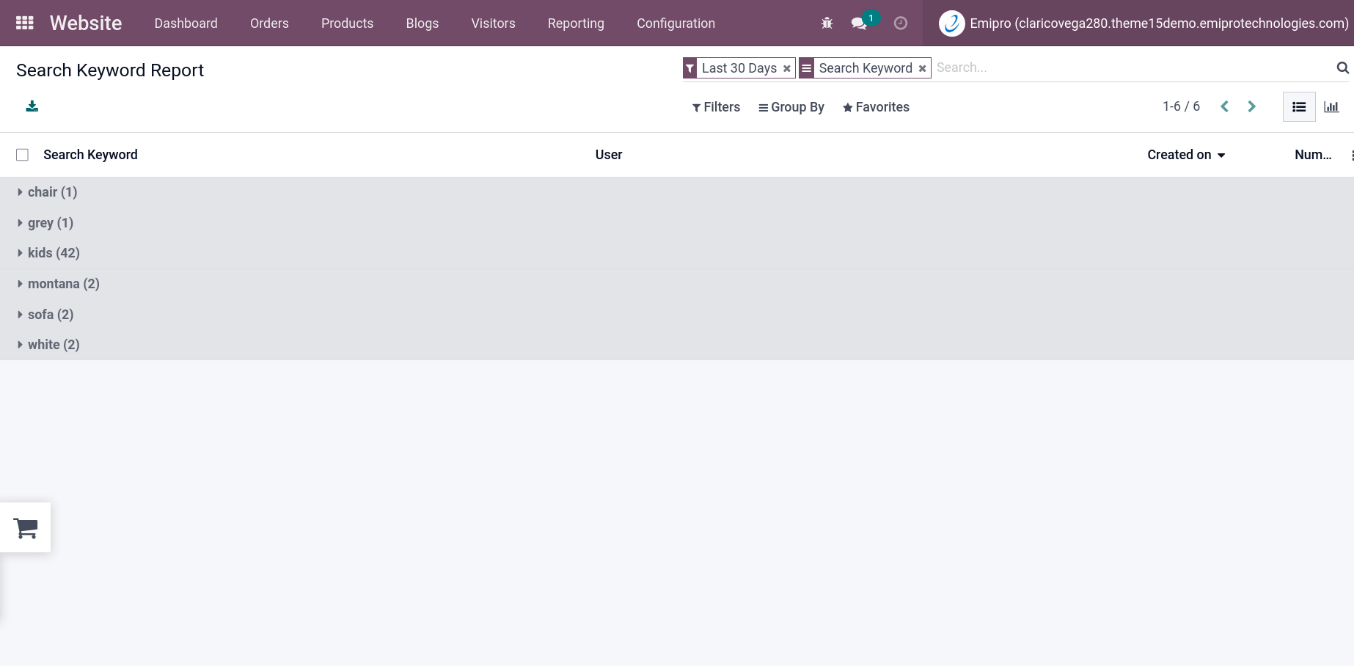 Website Dashboard Orders Products Blogs Visitors Reporting Configuration 1 Emipro (claricovega280.theme15demo.emiprotechnologies.com)
Search Keyword Report Last 30 Days × Search Keyword × Search...
Filters Group By Favorites 1-6 / 6
Search Keyword User Created on Num...
chair (1)
grey (1)
kids (42)
montana (2)
sofa (2)
white (2)